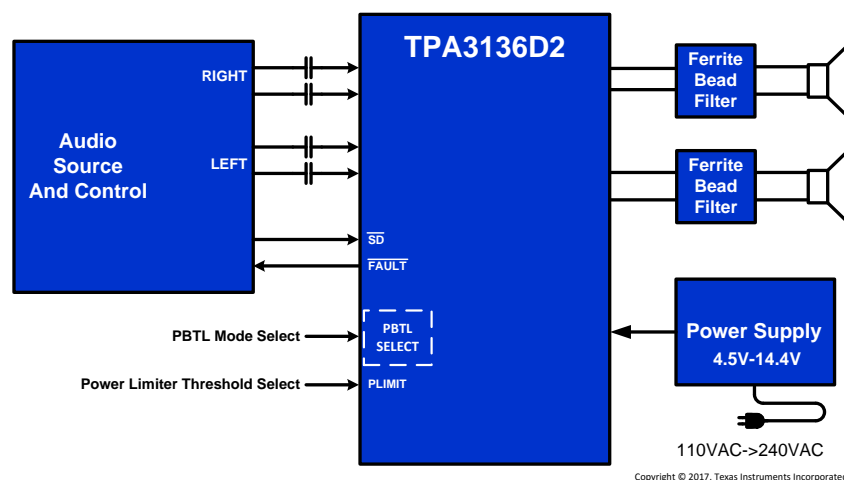 TPA3136D2
RIGHT
LEFT
Audio
Source
And Control
SD
FAULT
PBTL Mode Select
PBTL
SELECT
Power Limiter Threshold Select
PLIMIT
Ferrite
Bead
Filter
Ferrite
Bead
Filter
Power Supply
4.5V-14.4V
110VAC->240VAC
Copyright © 2017, Texas Instruments Incorporated